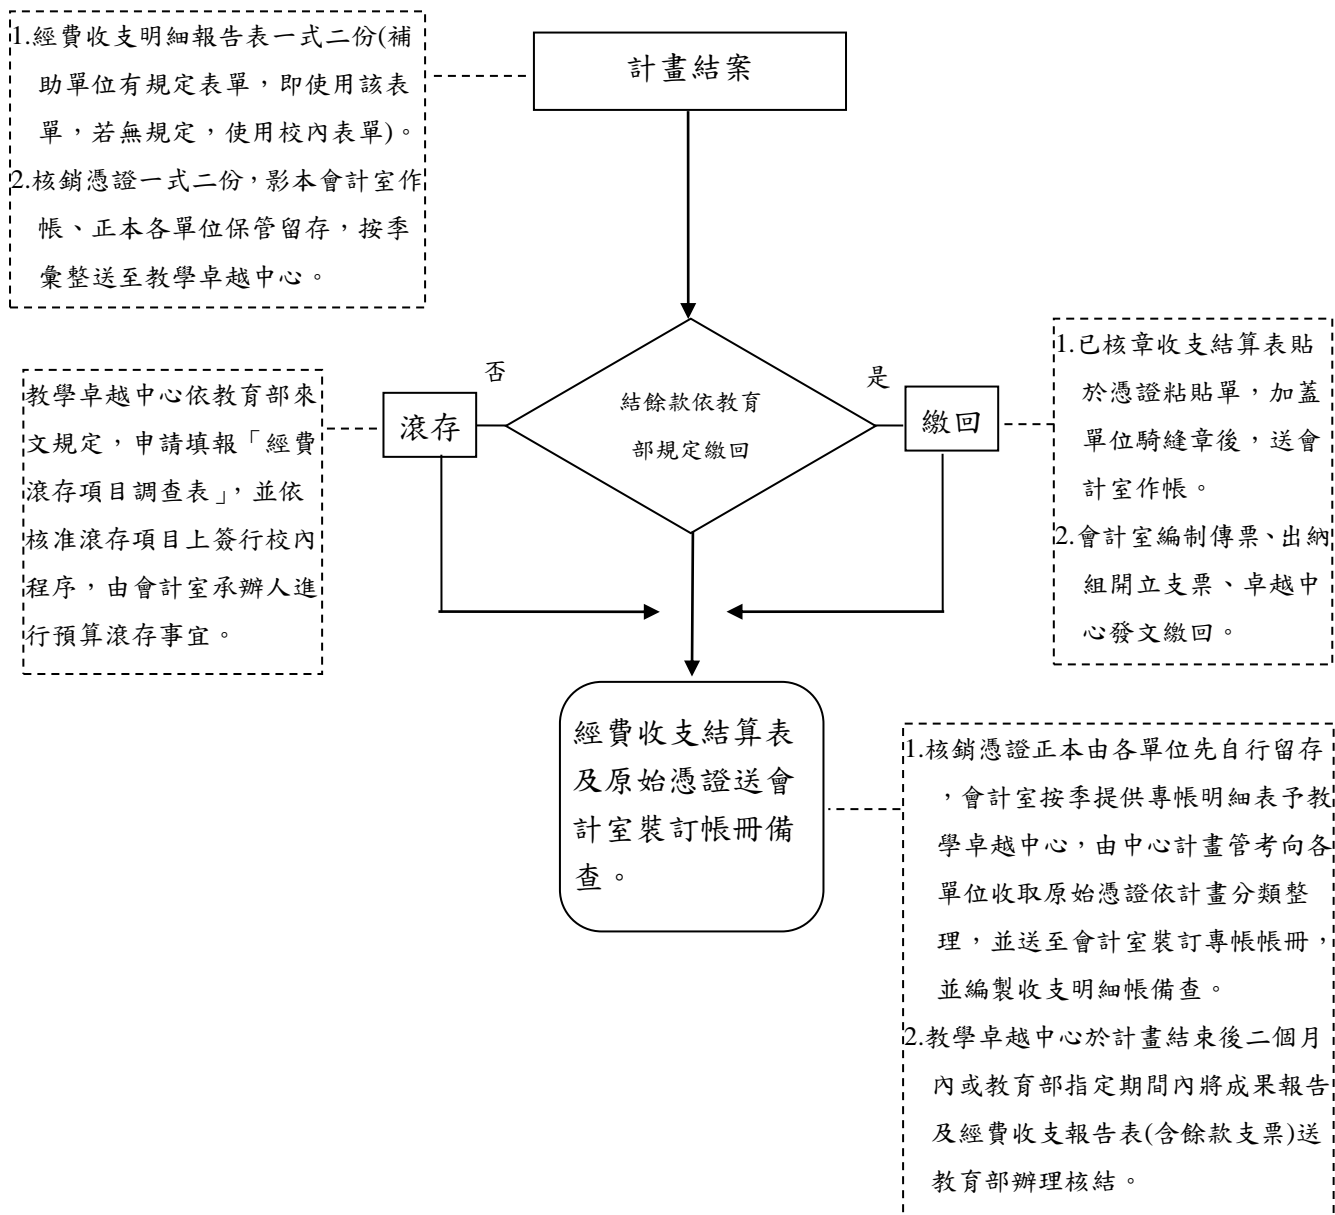 1.經費收支明細報告表一式二份(補
助單位有規定表單，即使用該表
單，若無規定，使用校內表單)。
2.核銷憑證一式二份，影本會計室作
帳、正本各單位保管留存，按季
彙整送至教學卓越中心。
計畫結案
否
是
結餘款依教育
部規定繳回
滾存
繳回
教學卓越中心依教育部來
文規定，申請填報「經費
滾存項目調查表」，並依
核准滾存項目上簽行校內
程序，由會計室承辦人進
行預算滾存事宜。
1.已核章收支結算表貼
於憑證粘貼單，加蓋
單位騎縫章後，送會
計室作帳。
2.會計室編制傳票、出納
組開立支票、卓越中
心發文繳回。
經費收支結算表
及原始憑證送會
計室裝訂帳冊備
查。
1.核銷憑證正本由各單位先自行留存
，會計室按季提供專帳明細表予教
學卓越中心，由中心計畫管考向各
單位收取原始憑證依計畫分類整
理，並送至會計室裝訂專帳帳冊，
並編製收支明細帳備查。
2.教學卓越中心於計畫結束後二個月
內或教育部指定期間內將成果報告
及經費收支報告表(含餘款支票)送
教育部辦理核結。